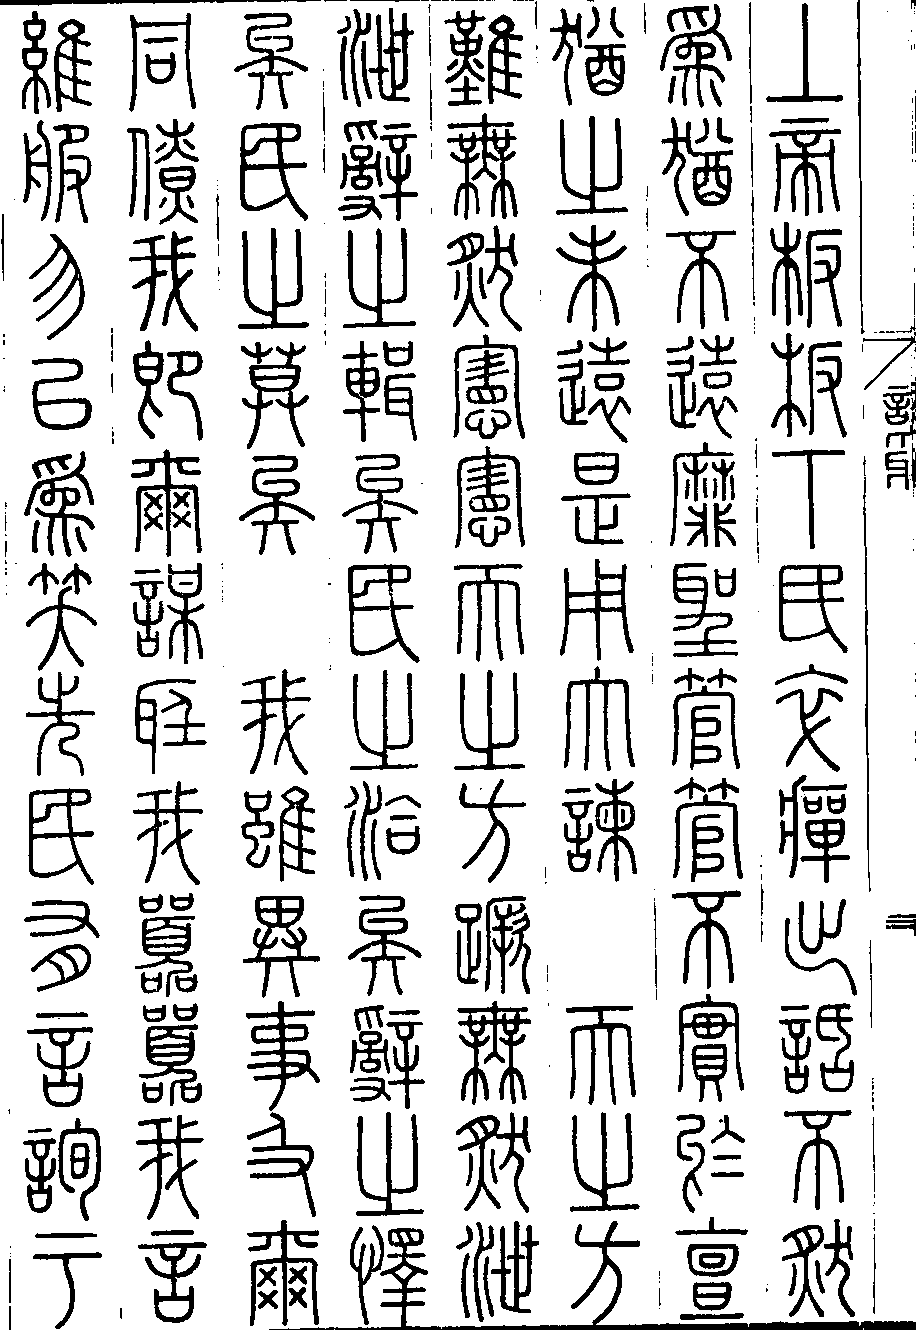 上帝板板下民卒癉出話不然
為猶不遠靡聖管管不實於亶
猶之未遠是用大諫　天之方
難無然憲憲天之方蹶無然泄
泄辭之輯矣民之洽矣辭之懌
矣民之莫矣　我雖異事及爾
同僚我即爾謀聽我囂囂我言
維服勿以為笑先民有言詢于